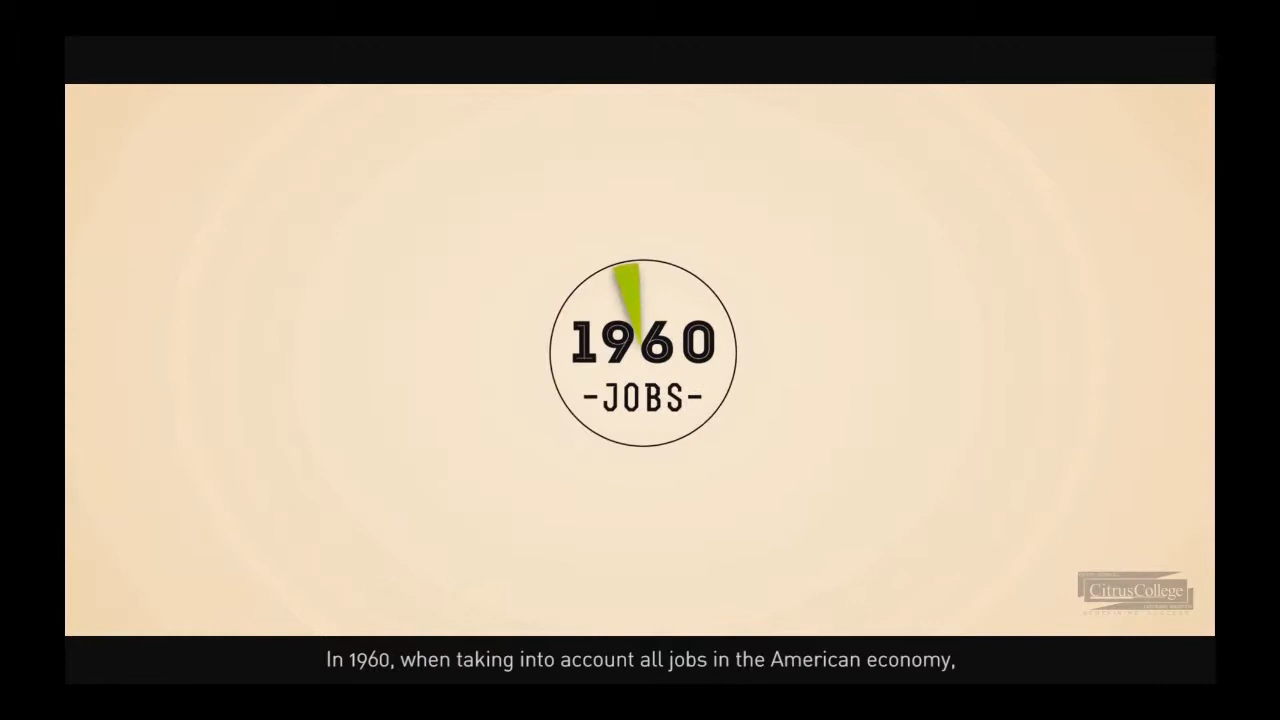 1960
-JOBS-
CitrusCollege
In 1960, when taking into account all jobs in the American economy,